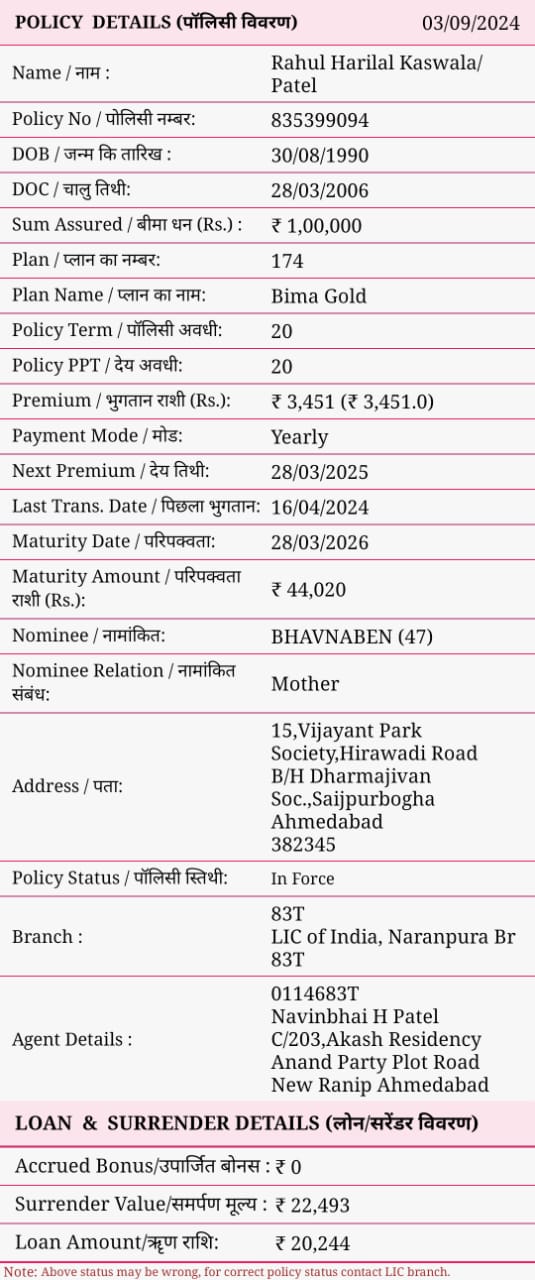 POLICY DETAILS (पॉलिसी विवरण) 03/09/2024
Name / नाम : Rahul Harilal Kaswala/
Patel
Policy No / पोलिसी नम्बर: 835399094
DOB / जन्म कि तारिख : 30/08/1990
DOC / चालु तिथी: 28/03/2006
Sum Assured / बीमा धन (Rs.) : ₹ 1,00,000
Plan / प्लान का नम्बर: 174
Plan Name / प्लान का नाम: Bima Gold
Policy Term / पॉलिसी अवधी: 20
Policy PPT / देय अवधी: 20
Premium / भुगतान राशी (Rs.): ₹ 3,451 (₹ 3,451.0)
Payment Mode / मोड: Yearly
Next Premium / देय तिथी: 28/03/2025
Last Trans. Date / पिछला भुगतान: 16/04/2024
Maturity Date / परिपक्वता: 28/03/2026
Maturity Amount / परिपक्वता
राशी (Rs.): ₹ 44,020
Nominee / नामांकित: BHAVNABEN (47)
Nominee Relation / नामांकित
संबंध: Mother
Address / पता: 15,Vijayant Park
Society,Hirawadi Road
B/H Dharmajivan
Soc.,Saijpurbogha
Ahmedabad
382345
Policy Status / पॉलिसी स्तिथी: In Force
Branch : 83T
LIC of India, Naranpura Br
83T
Agent Details : 0114683T
Navinbhai H Patel
C/203,Akash Residency
Anand Party Plot Road
New Ranip Ahmedabad
LOAN & SURRENDER DETAILS (लोन/सरेंडर विवरण)
Accrued Bonus/उपार्जित बोनस : ₹ 0
Surrender Value/समर्पण मूल्य : ₹ 22,493
Loan Amount/ॠण राशि: ₹ 20,244
Note: Above status may be wrong, for correct policy status contact LIC branch.